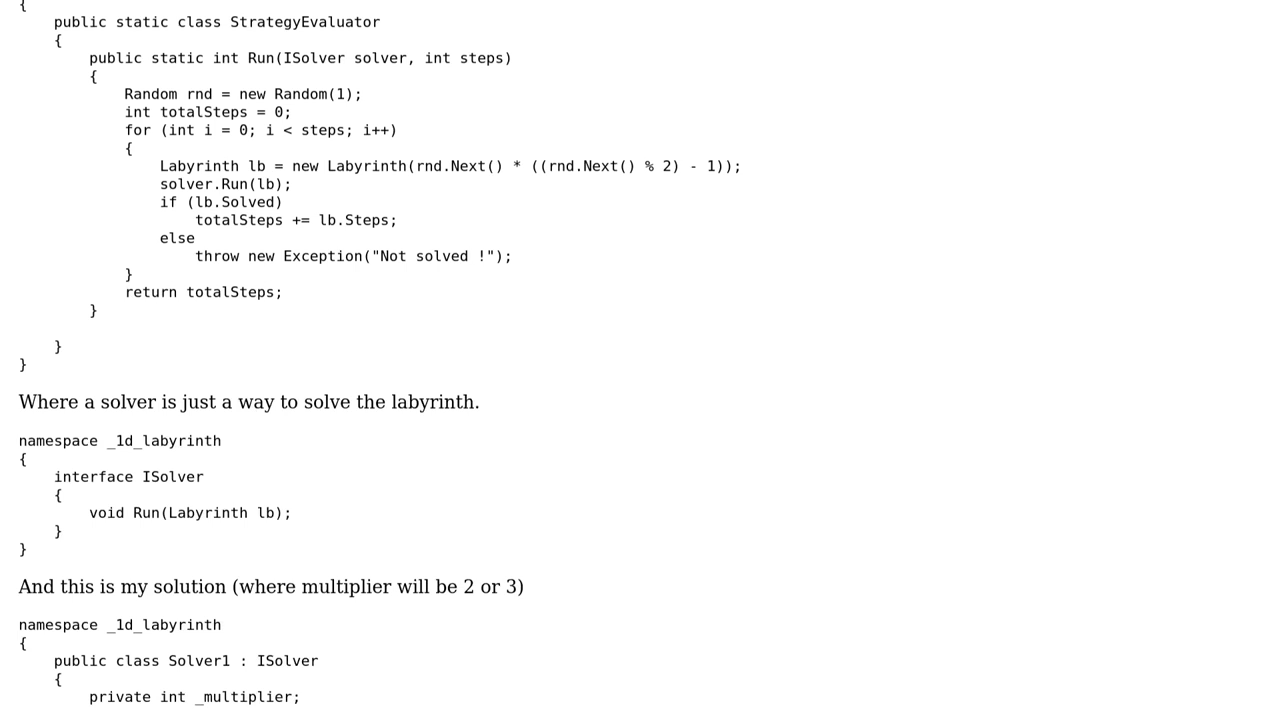 {
    public static class StrategyEvaluator
    {
        public static int Run(ISolver solver, int steps)
        {
            Random rnd = new Random(1);
            int totalSteps = 0;
            for (int i = 0; i < steps; i++)
            {
                Labyrinth lb = new Labyrinth(rnd.Next() * ((rnd.Next() % 2) - 1));
                solver.Run(lb);
                if (lb.Solved)
                    totalSteps += lb.Steps;
                else
                    throw new Exception("Not solved !");
            }
            return totalSteps;
        }

    }
}
Where a solver is just a way to solve the labyrinth.
namespace _1d_labyrinth
{
    interface ISolver
    {
        void Run(Labyrinth lb);
    }
}
And this is my solution (where multiplier will be 2 or 3)
namespace _1d_labyrinth
{
    public class Solver1 : ISolver
    {
        private int _multiplier;